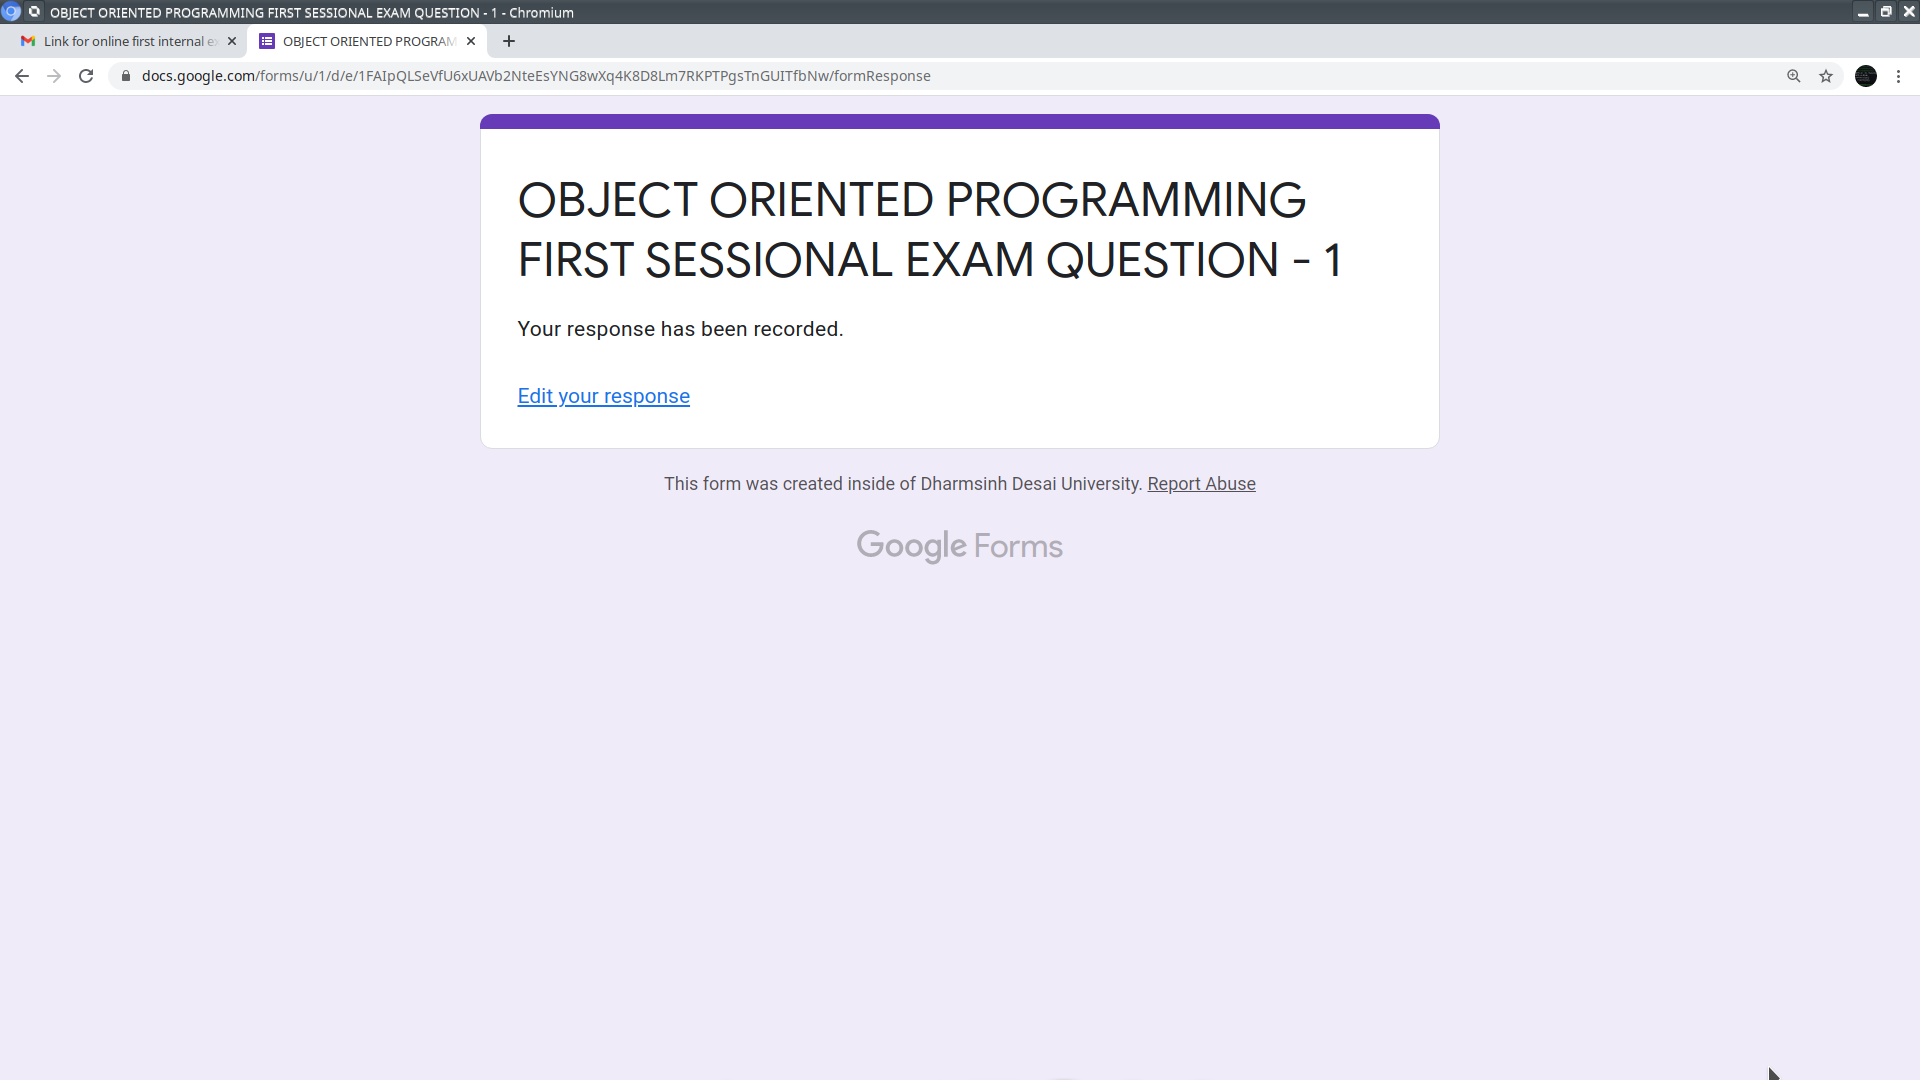 OBJECT ORIENTED PROGRAMMING FIRST SESSIONAL EXAM QUESTION - 1 - Chromium
Link for online first internal e
OBJECT ORIENTED PROGRAM
docs.google.com/forms/u/1/d/e/1FAIpQLSeVfU6xUAVb2NteEsYNG8wXq4K8D8Lm7RKPTPgsTnGUITfbNw/formResponse
OBJECT ORIENTED PROGRAMMING
FIRST SESSIONAL EXAM QUESTION - 1
Your response has been recorded.
Edit your response
This form was created inside of Dharmsinh Desai University. Report Abuse
Google Forms